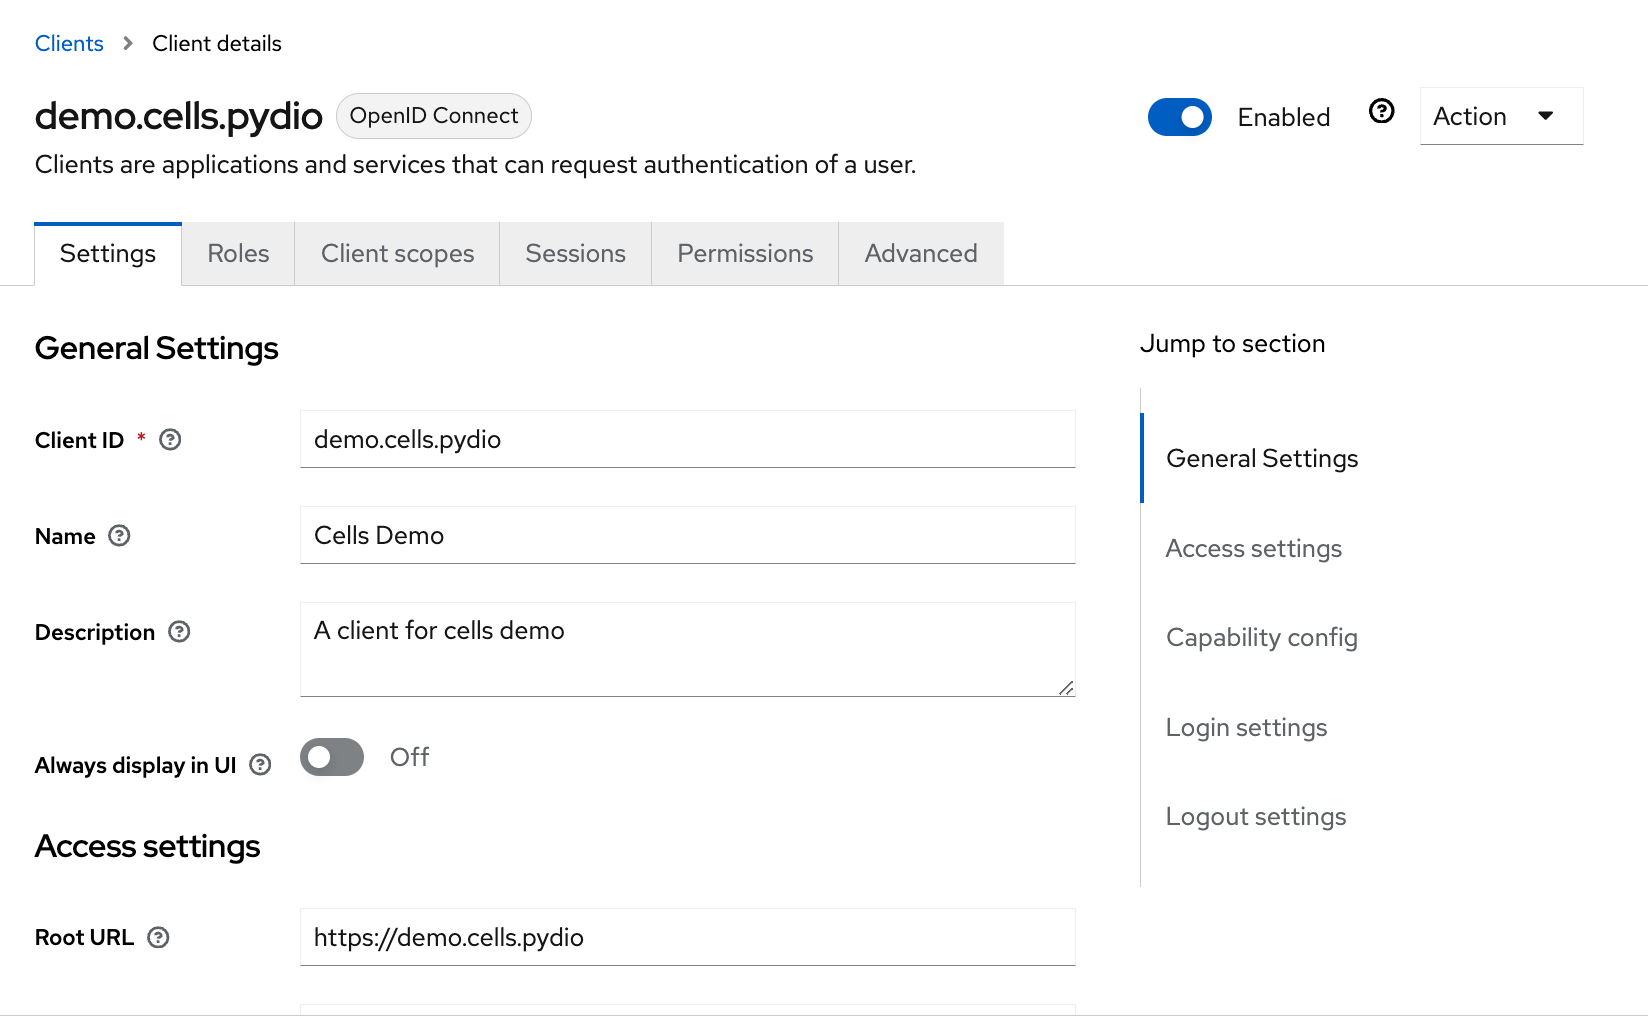 Clients > Client details
demo.cells.pydio OpenID Connect
Enabled
Action
Clients are applications and services that can request authentication of a user.
Settings Roles Client scopes Sessions Permissions Advanced
General Settings
Client ID *
demo.cells.pydio
Name
Cells Demo
Description
A client for cells demo
Always display in UI
Off
Access settings
Root URL
https://demo.cells.pydio
Jump to section
General Settings
Access settings
Capability config
Login settings
Logout settings